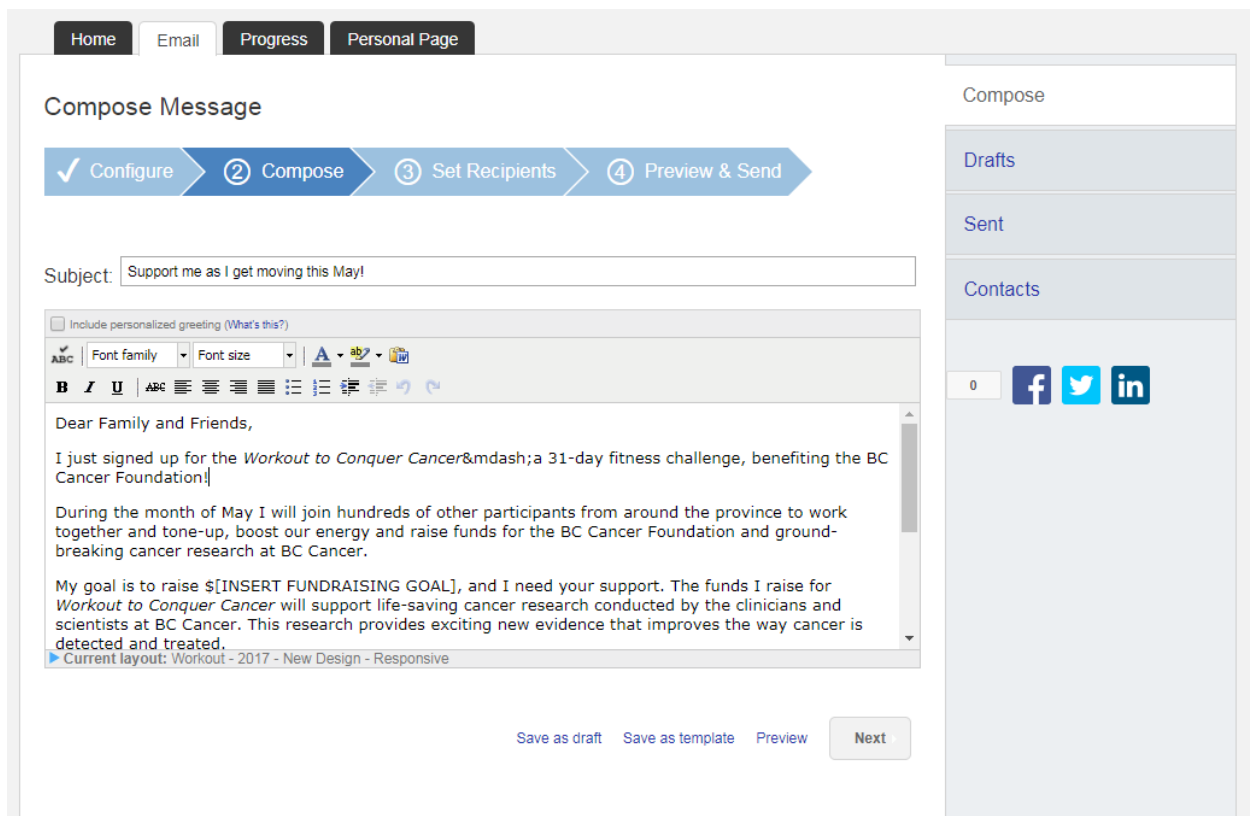 Home Email Progress Personal Page
Compose Message
Configure 2 Compose 3 Set Recipients 4 Preview & Send
Subject: Support me as I get moving this May!
Include personalized greeting (What's this?)
ABC Font family Font size A ab W
B I U ABC
Dear Family and Friends,
I just signed up for the Workout to Conquer Cancer&mdash;a 31-day fitness challenge, benefiting the BC
Cancer Foundation!
During the month of May I will join hundreds of other participants from around the province to work
together and tone-up, boost our energy and raise funds for the BC Cancer Foundation and ground-
breaking cancer research at BC Cancer.
My goal is to raise $[INSERT FUNDRAISING GOAL], and I need your support. The funds I raise for
Workout to Conquer Cancer will support life-saving cancer research conducted by the clinicians and
scientists at BC Cancer. This research provides exciting new evidence that improves the way cancer is
detected and treated.
Current layout: Workout - 2017 - New Design - Responsive
Save as draft Save as template Preview Next
Compose
Drafts
Sent
Contacts
0 f in